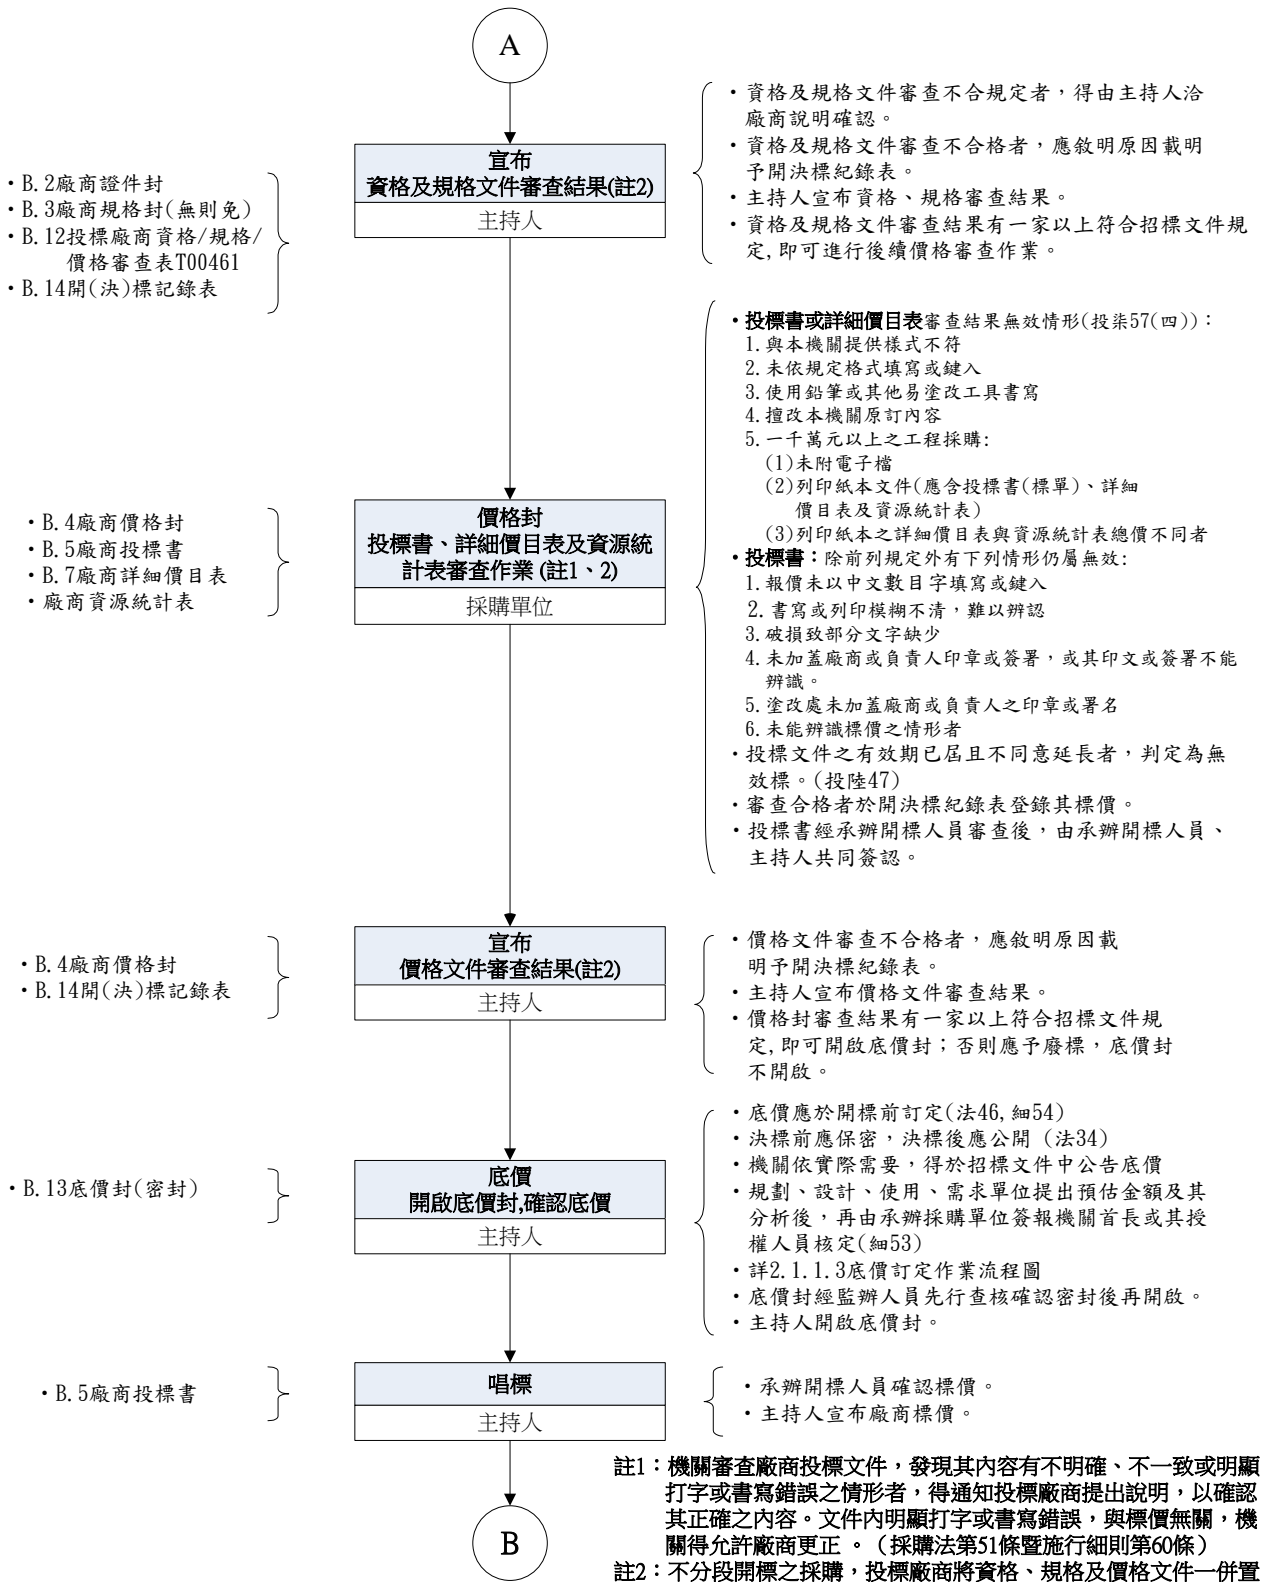 A
宣布
資格及規格文件審查結果(註2)
主持人
・B.2廠商證件封
・B.3廠商規格封(無則免)
・B.12投標廠商資格/規格/
價格審查表T00461
・B.14開(決)標記錄表
・資格及規格文件審查不合規定者，得由主持人洽
廠商說明確認。
・資格及規格文件審查不合格者，應敘明原因載明
予開決標紀錄表。
・主持人宣布資格、規格審查結果。
・資格及規格文件審查結果有一家以上符合招標文件規
定,即可進行後續價格審查作業。
價格封
投標書、詳細價目表及資源統
計表審查作業 (註1、2)
採購單位
・B.4廠商價格封
・B.5廠商投標書
・B.7廠商詳細價目表
・廠商資源統計表
・投標書或詳細價目表審查結果無效情形(投柒57(四))：
1.與本機關提供樣式不符
2.未依規定格式填寫或鍵入
3.使用鉛筆或其他易塗改工具書寫
4.擅改本機關原訂內容
5.一千萬元以上之工程採購:
(1)未附電子檔
(2)列印紙本文件(應含投標書(標單)、詳細
價目表及資源統計表)
(3)列印紙本之詳細價目表與資源統計表總價不同者
・投標書：除前列規定外有下列情形仍屬無效:
1.報價未以中文數目字填寫或鍵入
2.書寫或列印模糊不清，難以辨認
3.破損致部分文字缺少
4.未加蓋廠商或負責人印章或簽署，或其印文或簽署不能
辨識。
5.塗改處未加蓋廠商或負責人之印章或署名
6.未能辨識標價之情形者
・投標文件之有效期已屆且不同意延長者，判定為無
效標。(投陸47)
・審查合格者於開決標紀錄表登錄其標價。
・投標書經承辦開標人員審查後，由承辦開標人員、
主持人共同簽認。
宣布
價格文件審查結果(註2)
主持人
・B.4廠商價格封
・B.14開(決)標記錄表
・價格文件審查不合格者，應敘明原因載
明予開決標紀錄表。
・主持人宣布價格文件審查結果。
・價格封審查結果有一家以上符合招標文件規
定,即可開啟底價封；否則應予廢標，底價封
不開啟。
底價
開啟底價封,確認底價
主持人
・B.13底價封(密封)
・底價應於開標前訂定(法46,細54)
・決標前應保密，決標後應公開 (法34)
・機關依實際需要，得於招標文件中公告底價
・規劃、設計、使用、需求單位提出預估金額及其
分析後，再由承辦採購單位簽報機關首長或其授
權人員核定(細53)
・詳2.1.1.3底價訂定作業流程圖
・底價封經監辦人員先行查核確認密封後再開啟。
・主持人開啟底價封。
唱標
主持人
・B.5廠商投標書
・承辦開標人員確認標價。
・主持人宣布廠商標價。
B
註1：機關審查廠商投標文件，發現其內容有不明確、不一致或明顯
打字或書寫錯誤之情形者，得通知投標廠商提出說明，以確認
其正確之內容。文件內明顯打字或書寫錯誤，與標價無關，機
關得允許廠商更正 。（採購法第51條暨施行細則第60條）
註2：不分段開標之採購，投標廠商將資格、規格及價格文件一併置